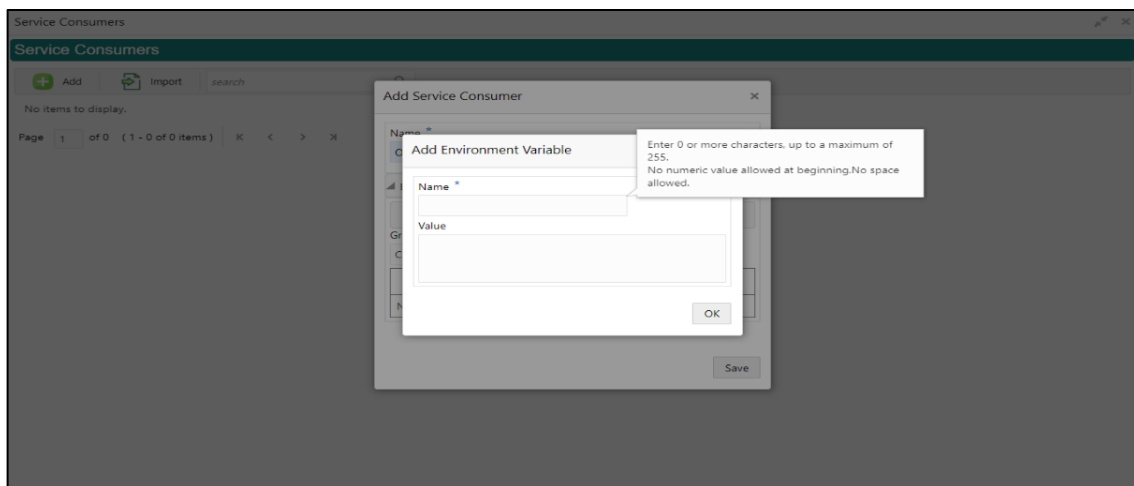 Service Consumers
Service Consumers
Add Import search
No items to display.
Page 1 of 0 ( 1 - 0 of 0 items ) K < > >|
Add Service Consumer ×
Name *
Add Environment Variable
Enter 0 or more characters, up to a maximum of
255.
No numeric value allowed at beginning.No space
allowed.
Name *
Value
Gr
OK
Save